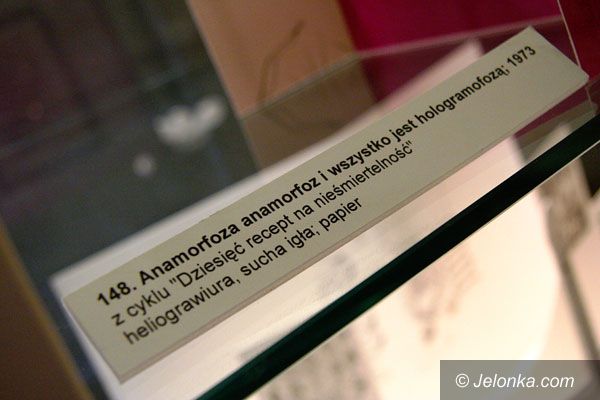 148. Anamorfoza anamorfoz i wszystko jest hologramofozą; 1973
z cyklu "Dziesięć recept na nieśmiertelność"
heliograwiura, sucha igła; papier
© Jelonka.com